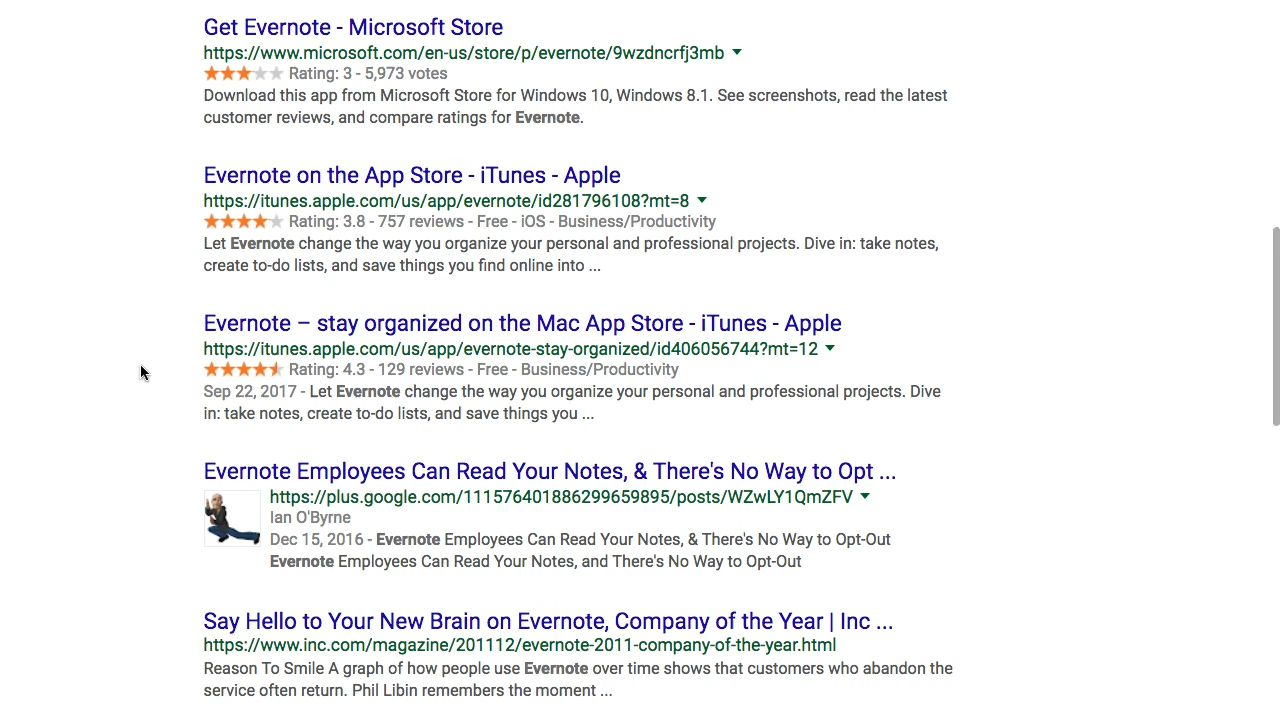 Get Evernote - Microsoft Store
https://www.microsoft.com/en-us/store/p/evernote/9wzdncrfj3mb
Rating: 3 - 5,973 votes
Download this app from Microsoft Store for Windows 10, Windows 8.1. See screenshots, read the latest
customer reviews, and compare ratings for Evernote.
Evernote on the App Store - iTunes - Apple
https://itunes.apple.com/us/app/evernote/id281796108?mt=8
Rating: 3.8 - 757 reviews - Free - iOS - Business/Productivity
Let Evernote change the way you organize your personal and professional projects. Dive in: take notes,
create to-do lists, and save things you find online into ...
Evernote – stay organized on the Mac App Store - iTunes - Apple
https://itunes.apple.com/us/app/evernote-stay-organized/id406056744?mt=12
Rating: 4.3 - 129 reviews - Free - Business/Productivity
Sep 22, 2017 - Let Evernote change the way you organize your personal and professional projects. Dive
in: take notes, create to-do lists, and save things you ...
Evernote Employees Can Read Your Notes, & There's No Way to Opt ...
https://plus.google.com/111576401886299659895/posts/WZwLY1QmZFV
Ian O'Byrne
Dec 15, 2016 - Evernote Employees Can Read Your Notes, & There's No Way to Opt-Out
Evernote Employees Can Read Your Notes, and There's No Way to Opt-Out
Say Hello to Your New Brain on Evernote, Company of the Year | Inc ...
https://www.inc.com/magazine/201112/evernote-2011-company-of-the-year.html
Reason To Smile A graph of how people use Evernote over time shows that customers who abandon the
service often return. Phil Libin remembers the moment ...